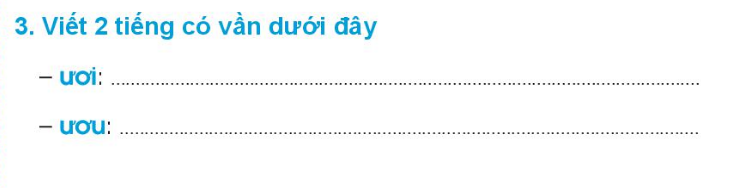 3. Viết 2 tiếng có vần dưới đây
– ươi: ........................................................................................................................
– ươu: ......................................................................................................................